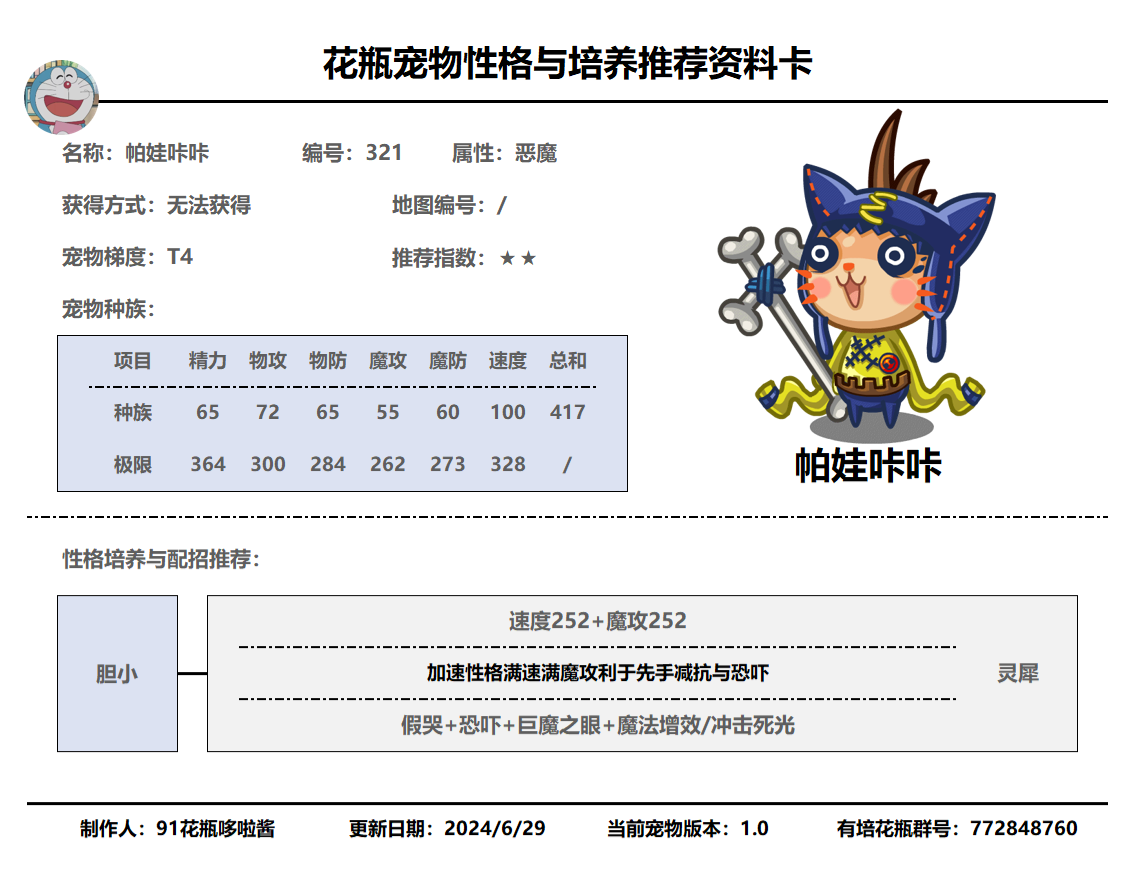 花瓶宠物性格与培养推荐资料卡
名称：帕娃咔咔 编号：321 属性：恶魔
获得方式：无法获得 地图编号：/
宠物梯度：T4 推荐指数：★★
宠物种族：
项目 精力 物攻 物防 魔攻 魔防 速度 总和
种族 65 72 65 55 60 100 417
极限 364 300 284 262 273 328 /
帕娃咔咔
性格培养与配招推荐：
速度252+魔攻252
胆小 加速性格满速满魔攻利于先手减抗与恐吓 灵犀
假哭+恐吓+巨魔之眼+魔法增效/冲击死光
制作人：91花瓶哆啦酱 更新日期：2024/6/29 当前宠物版本：1.0 有培花瓶群号：772848760